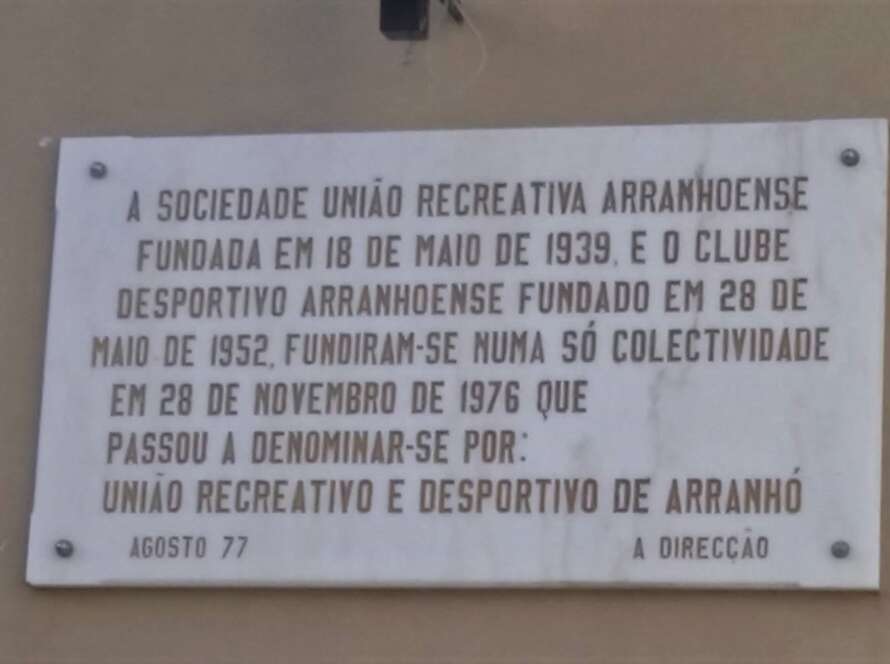 A SOCIEDADE UNIÃO RECREATIVA ARRANHOENSE
FUNDADA EM 18 DE MAIO DE 1939, E O CLUBE
DESPORTIVO ARRANHOENSE FUNDADO EM 28 DE
MAIO DE 1952, FUNDIRAM-SE NUMA SÓ COLECTIVIDADE
EM 28 DE NOVEMBRO DE 1976 QUE
PASSOU A DENOMINAR-SE POR:
UNIÃO RECREATIVO E DESPORTIVO DE ARRANHÓ
AGOSTO 77 A DIRECÇÃO